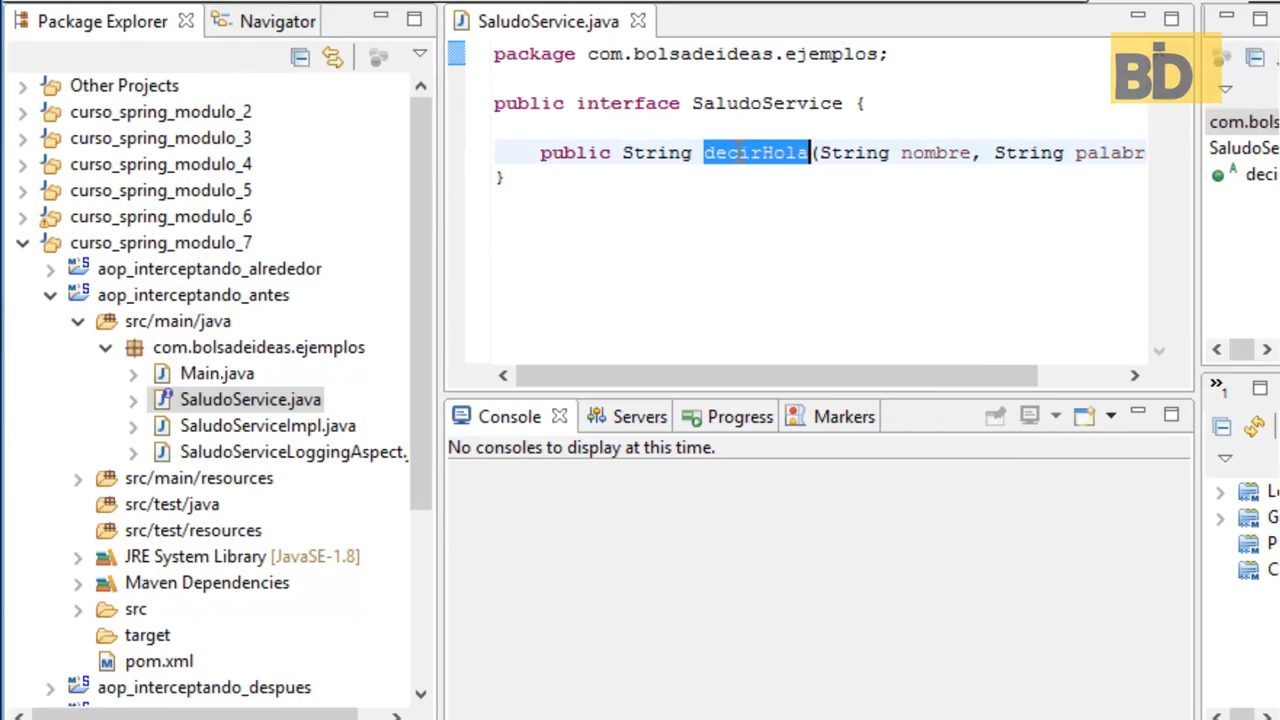 Package Explorer
Navigator
Other Projects
curso_spring_modulo_2
curso_spring_modulo_3
curso_spring_modulo_4
curso_spring_modulo_5
curso_spring_modulo_6
curso_spring_modulo_7
aop_interceptando_alrededor
aop_interceptando_antes
src/main/java
com.bolsadeideas.ejemplos
Main.java
SaludoService.java
SaludoServiceImpl.java
SaludoServiceLoggingAspect.
src/main/resources
src/test/java
src/test/resources
JRE System Library [JavaSE-1.8]
Maven Dependencies
src
target
pom.xml
aop_interceptando_despues
SaludoService.java
package com.bolsadeideas.ejemplos;
public interface SaludoService {
public String decirHola(String nombre, String palabr
}
BD
Console
Servers
Progress
Markers
No consoles to display at this time.
com.bols
SaludoSe
deci